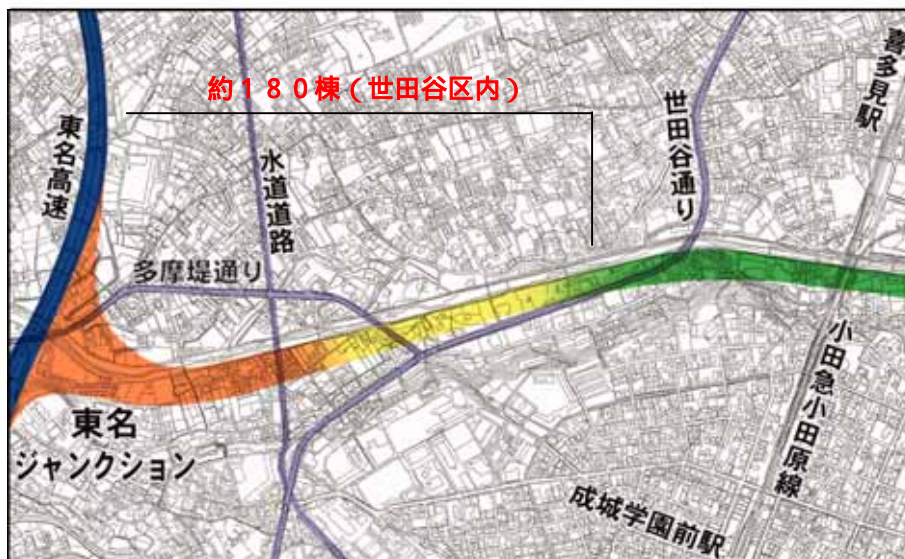 約180棟(世田谷区内)
喜多見駅
世田谷通り
東名高速
水道道路
多摩堤通り
小田急小田原線
東名
ジャンクション
成城学園前駅